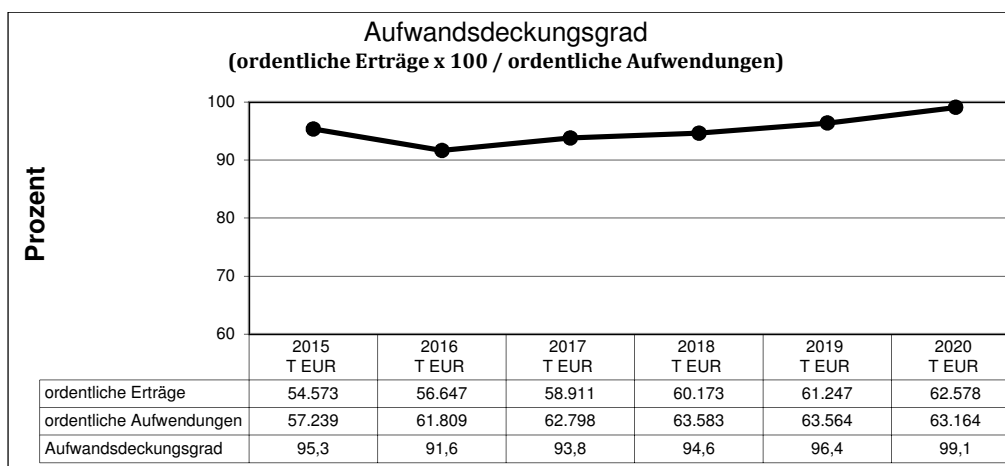 Aufwandsdeckungsgrad
(ordentliche Erträge x 100 / ordentliche Aufwendungen)
Prozent
100
90
80
70
60
2015 2016 2017 2018 2019 2020
T EUR T EUR T EUR T EUR T EUR T EUR
ordentliche Erträge 54.573 56.647 58.911 60.173 61.247 62.578
ordentliche Aufwendungen 57.239 61.809 62.798 63.583 63.564 63.164
Aufwandsdeckungsgrad 95,3 91,6 93,8 94,6 96,4 99,1